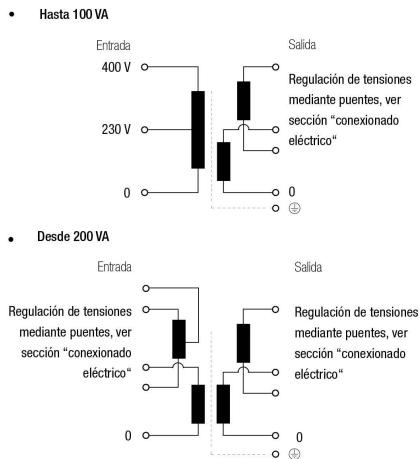 • Hasta 100 VA
Entrada
Salida
400 V
230 V
0
Regulación de tensiones
mediante puentes, ver
sección “conexionado
eléctrico“
0
• Desde 200 VA
Entrada
Salida
Regulación de tensiones
mediante puentes, ver
sección “conexionado
eléctrico“
0
Regulación de tensiones
mediante puentes, ver
sección “conexionado
eléctrico“
0